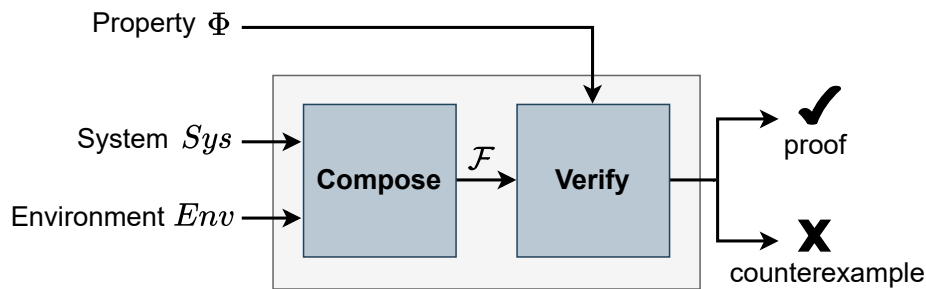 Property Φ
System Sys
Environment Env
Compose
ℱ
Verify
✓
proof
✗
counterexample